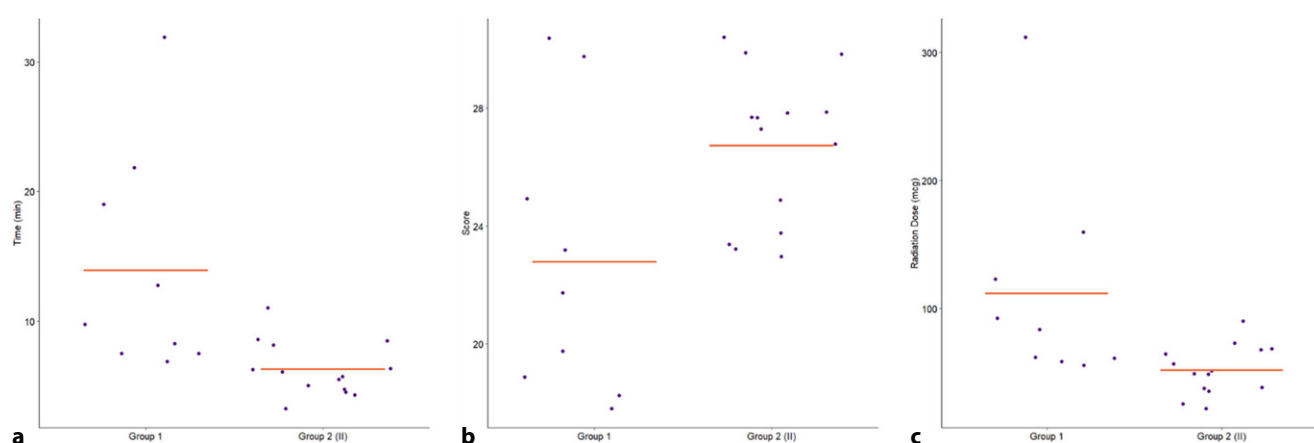 Time (min)
30
20
10
Group 1
Group 2 (II)
a
Score
28
24
20
Group 1
Group 2 (II)
b
Radiation Dose (mcg)
300
200
100
Group 1
Group 2 (II)
c